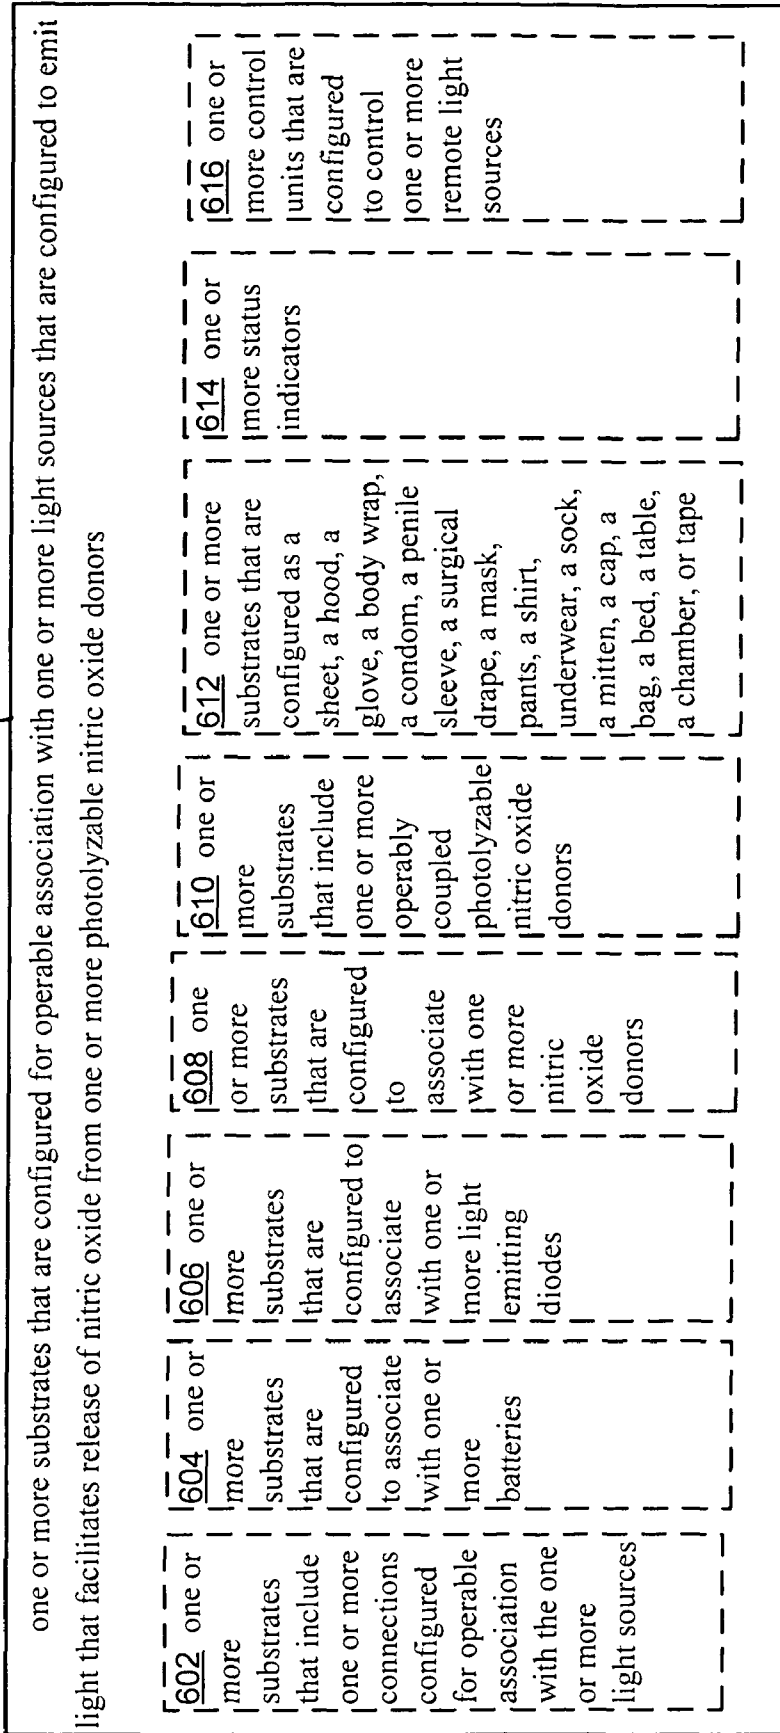 one or more substrates that are configured for operable association with one or more light sources that are configured to emit
light that facilitates release of nitric oxide from one or more photolyzable nitric oxide donors
602 one or
more
substrates
that include
one or more
connections
configured
for operable
association
with the one
or more
light sources
604 one or
more
substrates
that are
configured
to associate
with one or
more
batteries
606 one or
more
substrates
that are
configured to
associate
with one or
more light
emitting
diodes
608 one
or more
substrates
that are
configured
to
associate
with one
or more
nitric
oxide
donors
610 one or
more
substrates
that include
one or more
operably
coupled
photolyzable
nitric oxide
donors
612 one or more
substrates that are
configured as a
sheet, a hood, a
glove, a body wrap,
a condom, a penile
sleeve, a surgical
drape, a mask,
pants, a shirt,
underwear, a sock,
a mitten, a cap, a
bag, a bed, a table,
a chamber, or tape
614 one or
more status
indicators
616 one or
more control
units that are
configured
to control
one or more
remote light
sources